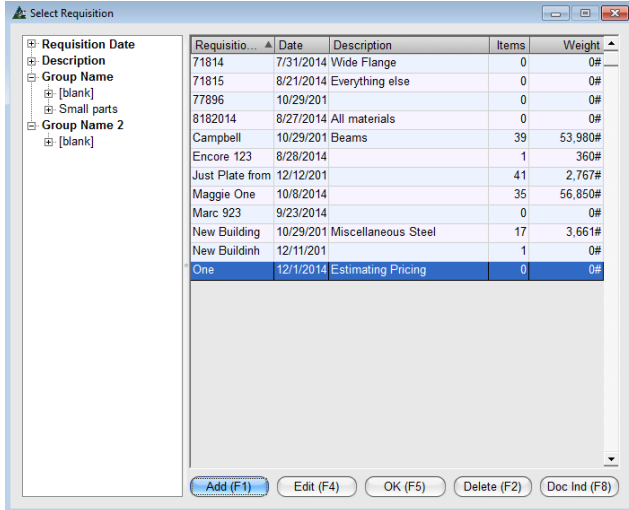 Select Requisition
Requisition Date
Description
Group Name
[blank]
Small parts
Group Name 2
[blank]
Requisitio... Date Description Items Weight
71814 7/31/2014 Wide Flange 0 0#
71815 8/21/2014 Everything else 0 0#
77896 10/29/201 0 0#
8182014 8/27/2014 All materials 0 0#
Campbell 10/29/201 Beams 39 53,980#
Encore 123 8/28/2014 1 360#
Just Plate from 12/12/201 41 2,767#
Maggie One 10/8/2014 35 56,850#
Marc 923 9/23/2014 0 0#
New Building 10/29/201 Miscellaneous Steel 17 3,661#
New Buildinh 12/11/201 1 0#
One 12/1/2014 Estimating Pricing 0 0#
Add (F1) Edit (F4) OK (F5) Delete (F2) Doc Ind (F8)